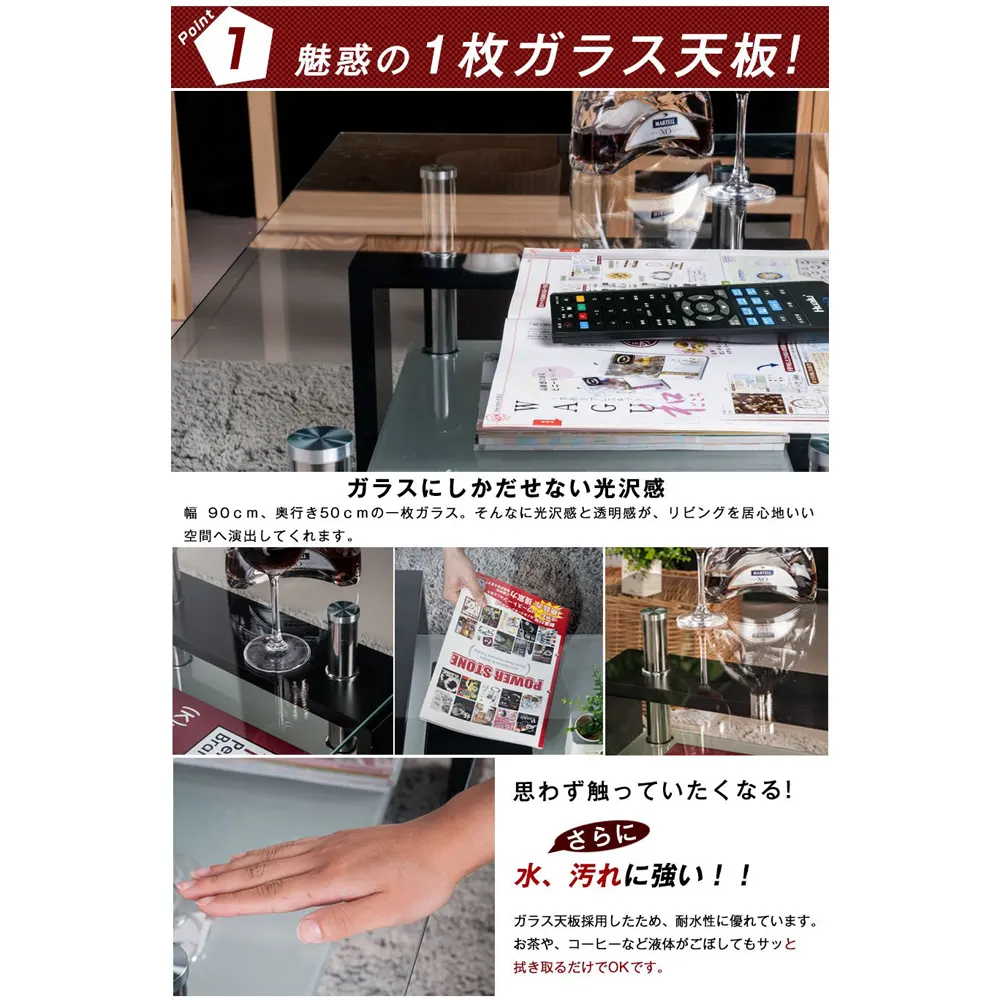 Point
1
魅惑の1枚ガラス天板!
MARTELL
XO
WAGU
和
ガラスにしかだせない光沢感
幅 90cm、奥行き50cmの一枚ガラス。そんなに光沢感と透明感が、リビングを居心地いい
空間へ演出してくれます。
MARTELL
XO
POWER STONE
思わず触っていたくなる!
さらに
水、汚れに強い！！
ガラス天板採用したため、耐水性に優れています。
お茶や、コーヒーなど液体がこぼしてもサッと
拭き取るだけでOKです。